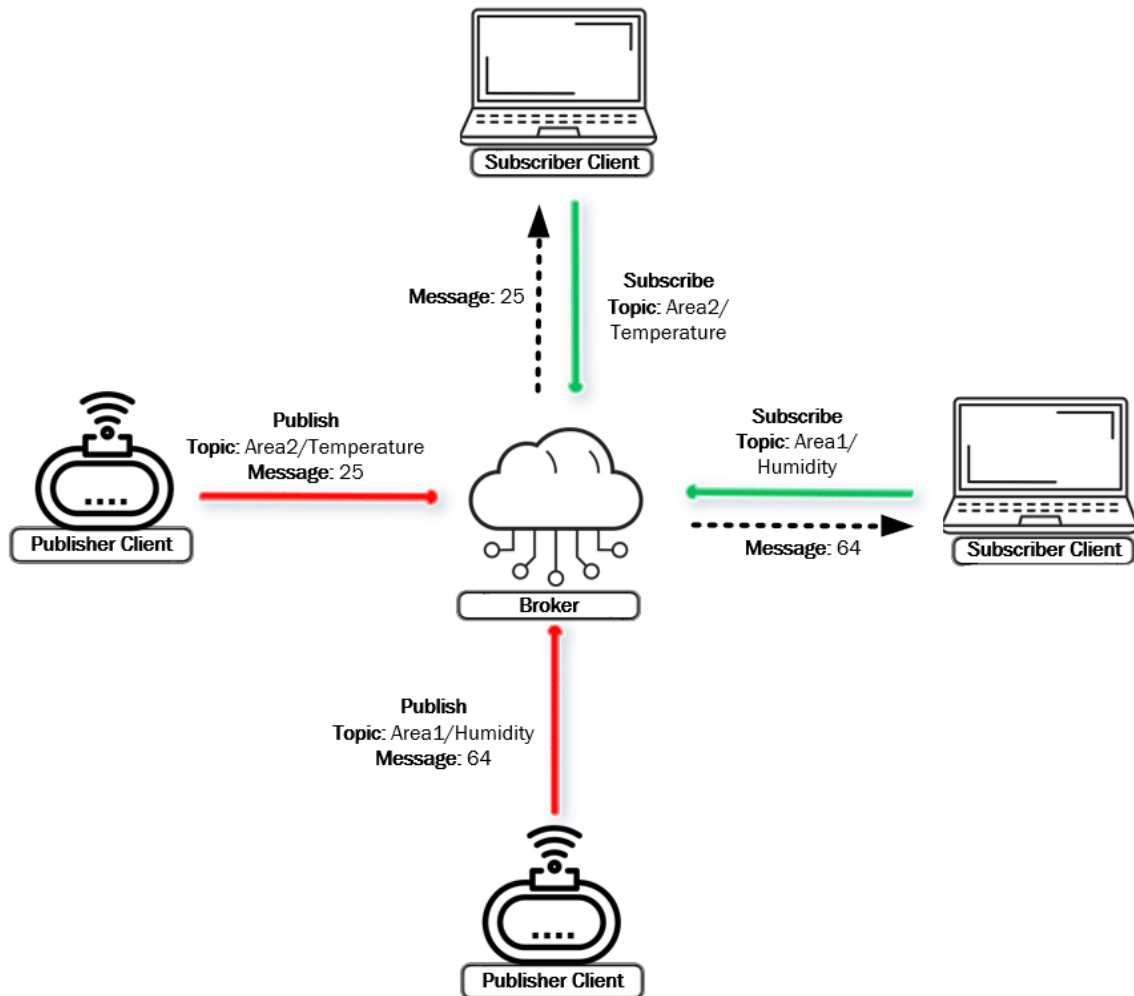 Subscriber Client
Message: 25
Subscribe
Topic: Area2/
Temperature
Publish
Topic: Area2/Temperature
Message: 25
Publisher Client
Subscribe
Topic: Area1/
Humidity
Message: 64
Subscriber Client
Broker
Publish
Topic: Area1/Humidity
Message: 64
Publisher Client